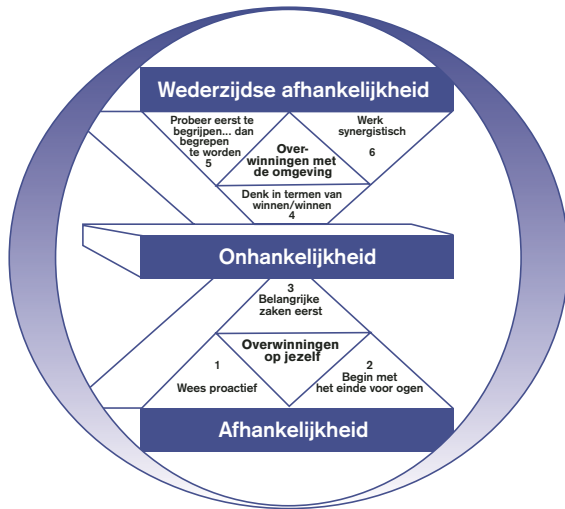 Wederzijdse afhankelijkheid
Probeer eerst te
begrijpen... dan
begrepen
te worden
5
Werk
synergistisch
6
Over-
winningen met
de omgeving
Denk in termen van
winnen/winnen
4
Onhankelijkheid
3
Belangrijke
zaken eerst
Overwinningen
op jezelf
1
Wees proactief
2
Begin met
het einde voor ogen
Afhankelijkheid